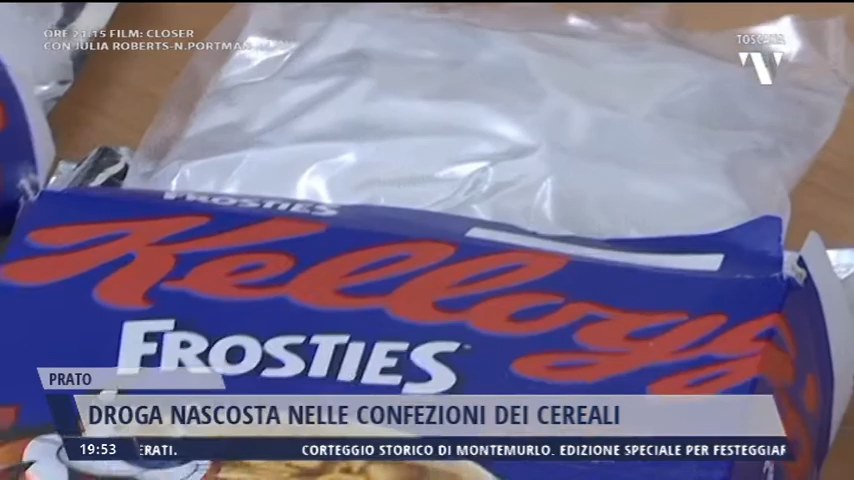 ORE 21.15 FILM: CLOSER
CON JULIA ROBERTS-N.PORTMAN
TOSCANA
TV
FROSTIES
Kellogg's
FROSTIES
PRATO
DROGA NASCOSTA NELLE CONFEZIONI DEI CEREALI
19:53 ERATI. CORTEGGIO STORICO DI MONTEMURLO. EDIZIONE SPECIALE PER FESTEGGIAR